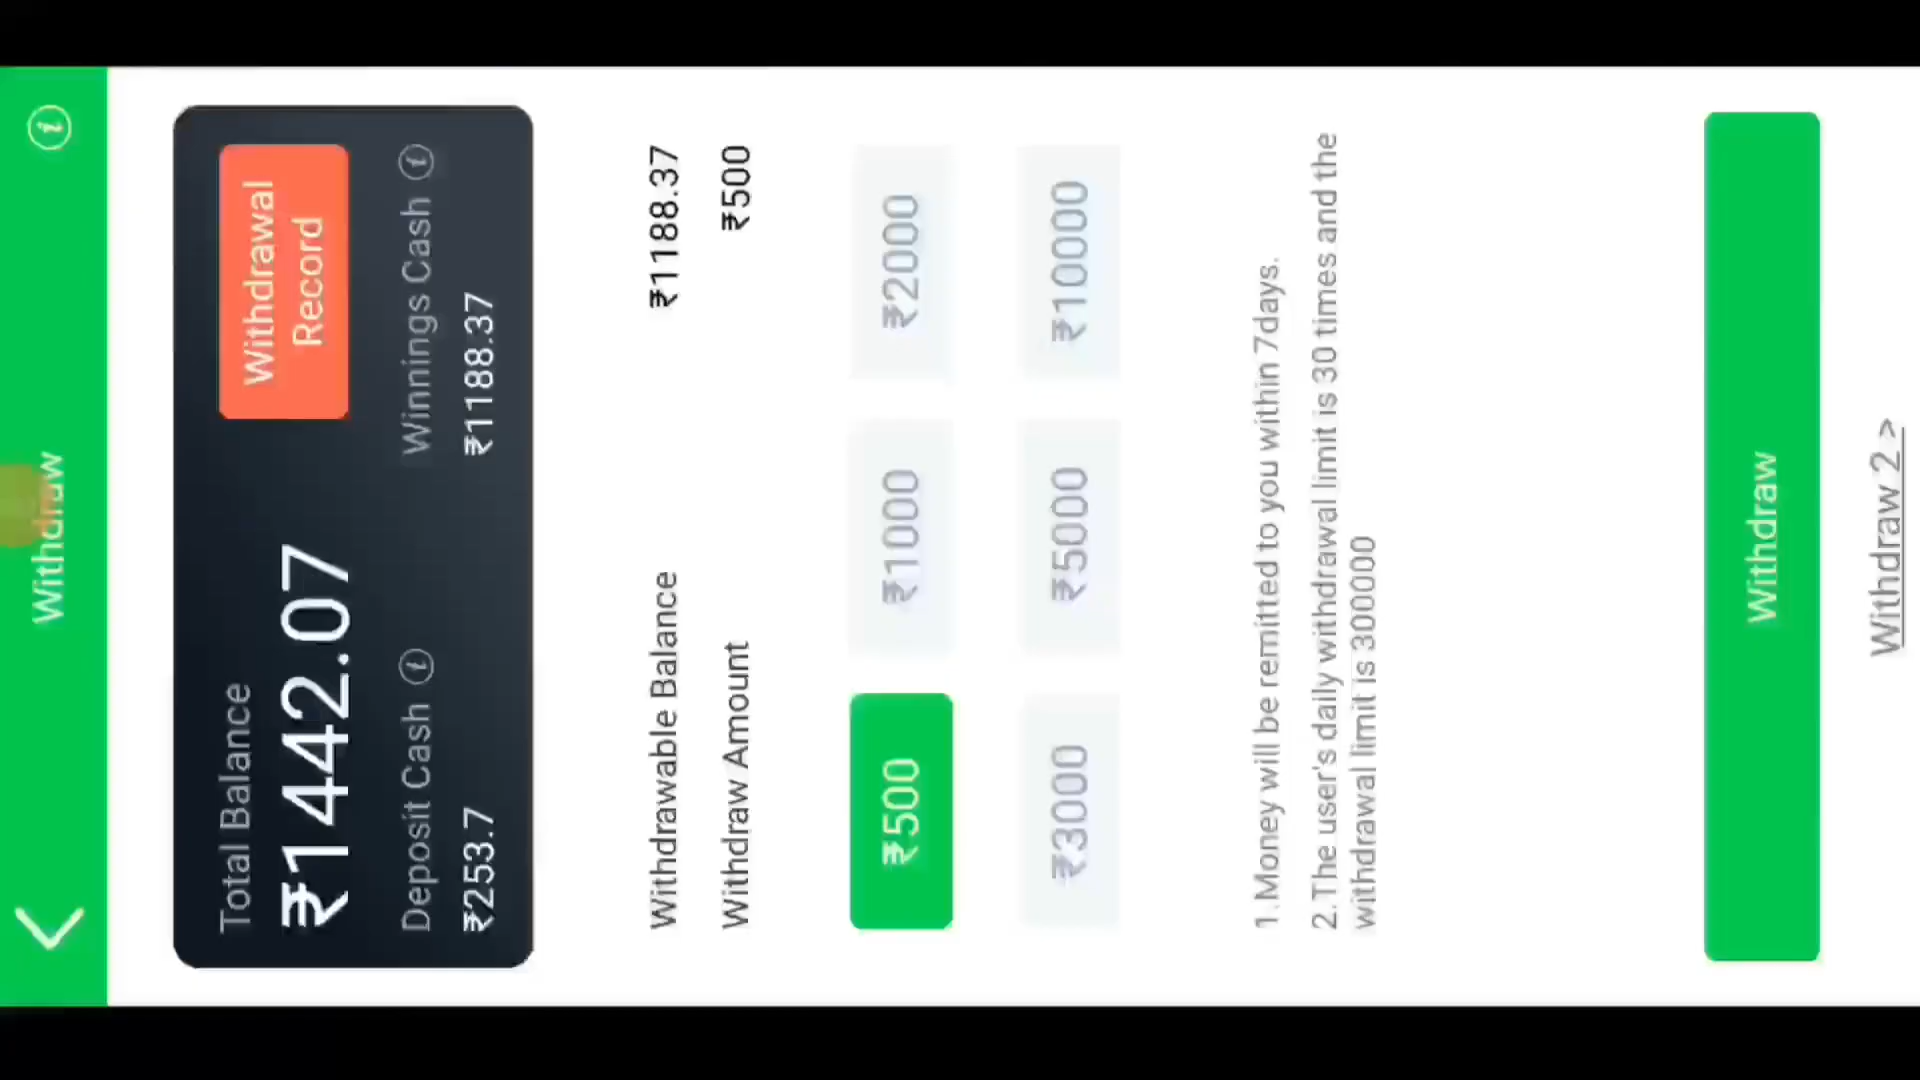 Withdraw
Total Balance
₹1442.07
Withdrawal
Record
Deposit Cash
Winnings Cash
₹253.7
₹1188.37
Withdrawable Balance
₹1188.37
Withdraw Amount
₹500
₹500
₹1000
₹2000
₹3000
₹5000
₹10000
1.Money will be remitted to you within 7days.
2.The user's daily withdrawal limit is 30 times and the
withdrawal limit is 300000
Withdraw
Withdraw 2 >